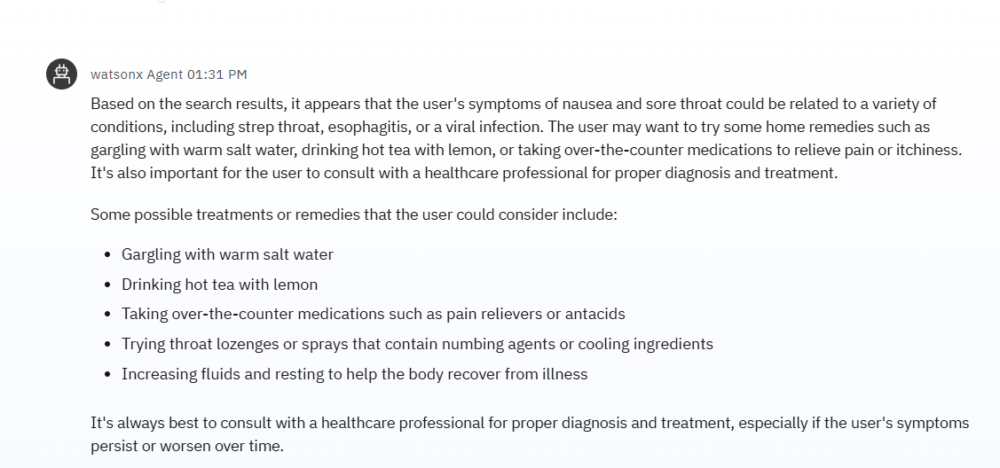 watsonx Agent 01:31 PM
Based on the search results, it appears that the user's symptoms of nausea and sore throat could be related to a variety of
conditions, including strep throat, esophagitis, or a viral infection. The user may want to try some home remedies such as
gargling with warm salt water, drinking hot tea with lemon, or taking over-the-counter medications to relieve pain or itchiness.
It's also important for the user to consult with a healthcare professional for proper diagnosis and treatment.
Some possible treatments or remedies that the user could consider include:
• Gargling with warm salt water
• Drinking hot tea with lemon
• Taking over-the-counter medications such as pain relievers or antacids
• Trying throat lozenges or sprays that contain numbing agents or cooling ingredients
• Increasing fluids and resting to help the body recover from illness
It's always best to consult with a healthcare professional for proper diagnosis and treatment, especially if the user's symptoms
persist or worsen over time.